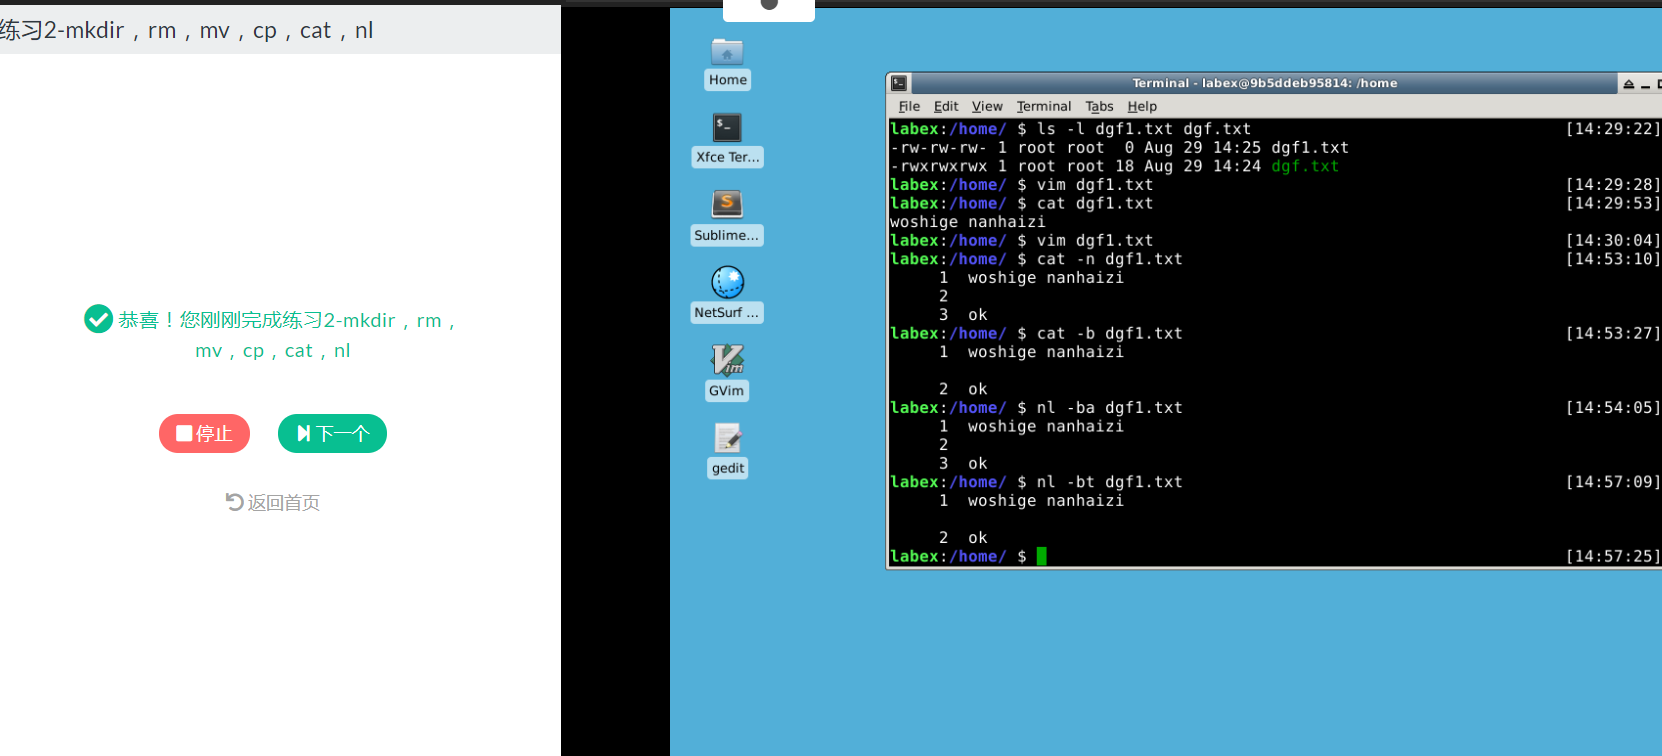 练习2-mkdir，rm，mv，cp，cat，nl
恭喜！您刚刚完成练习2-mkdir，rm，
mv，cp，cat，nl
停止
下一个
返回首页
Home
Xfce Ter...
Sublime...
NetSurf ...
GVim
gedit
Terminal - labex@9b5ddeb95814: /home
File Edit View Terminal Tabs Help
labex:/home/ $ ls -l dgf1.txt dgf.txt [14:29:22]
-rw-rw-rw- 1 root root  0 Aug 29 14:25 dgf1.txt
-rwxrwxrwx 1 root root 18 Aug 29 14:24 dgf.txt
labex:/home/ $ vim dgf1.txt [14:29:28]
labex:/home/ $ cat dgf1.txt [14:29:53]
woshige nanhaizi
labex:/home/ $ vim dgf1.txt [14:30:04]
labex:/home/ $ cat -n dgf1.txt [14:53:10]
     1  woshige nanhaizi
     2
     3  ok
labex:/home/ $ cat -b dgf1.txt [14:53:27]
     1  woshige nanhaizi
     2  ok
labex:/home/ $ nl -ba dgf1.txt [14:54:05]
     1  woshige nanhaizi
     2
     3  ok
labex:/home/ $ nl -bt dgf1.txt [14:57:09]
     1  woshige nanhaizi
     2  ok
labex:/home/ $ [14:57:25]